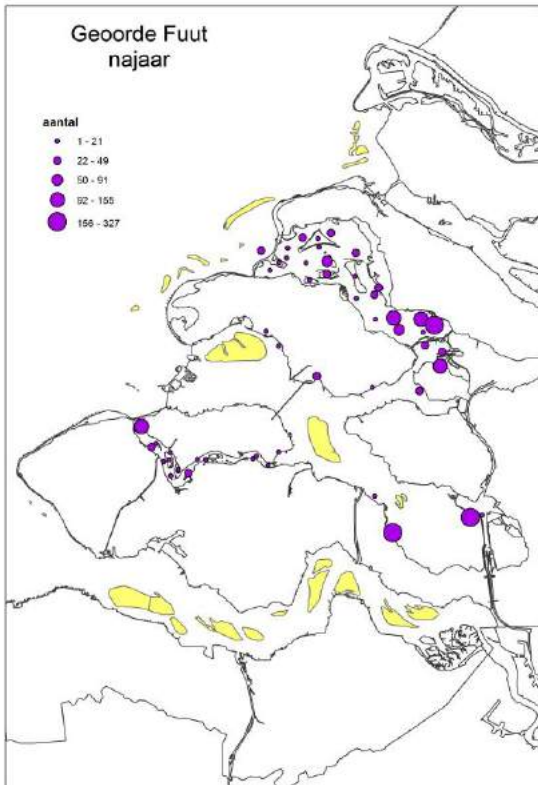 Geoorde Fuut
najaar
aantal
1 - 21
22 - 49
50 - 91
92 - 155
156 - 327